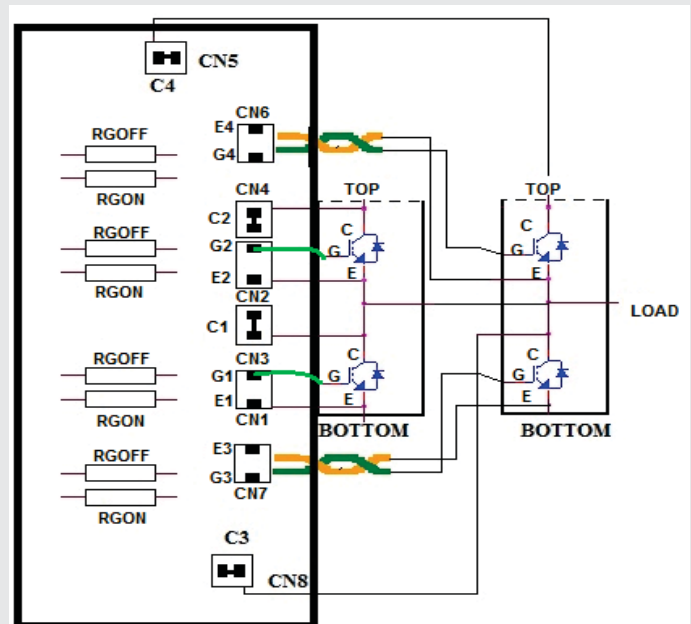 CN5
C4
CN6
E4
G4
RGOFF
RGON
CN4
C2
G2
E2
CN2
RGOFF
RGON
C1
CN3
G1
E1
CN1
RGOFF
RGON
E3
G3
CN7
RGOFF
RGON
C3
CN8
TOP
C
G
E
C
G
E
BOTTOM
TOP
C
G
E
LOAD
C
G
E
BOTTOM